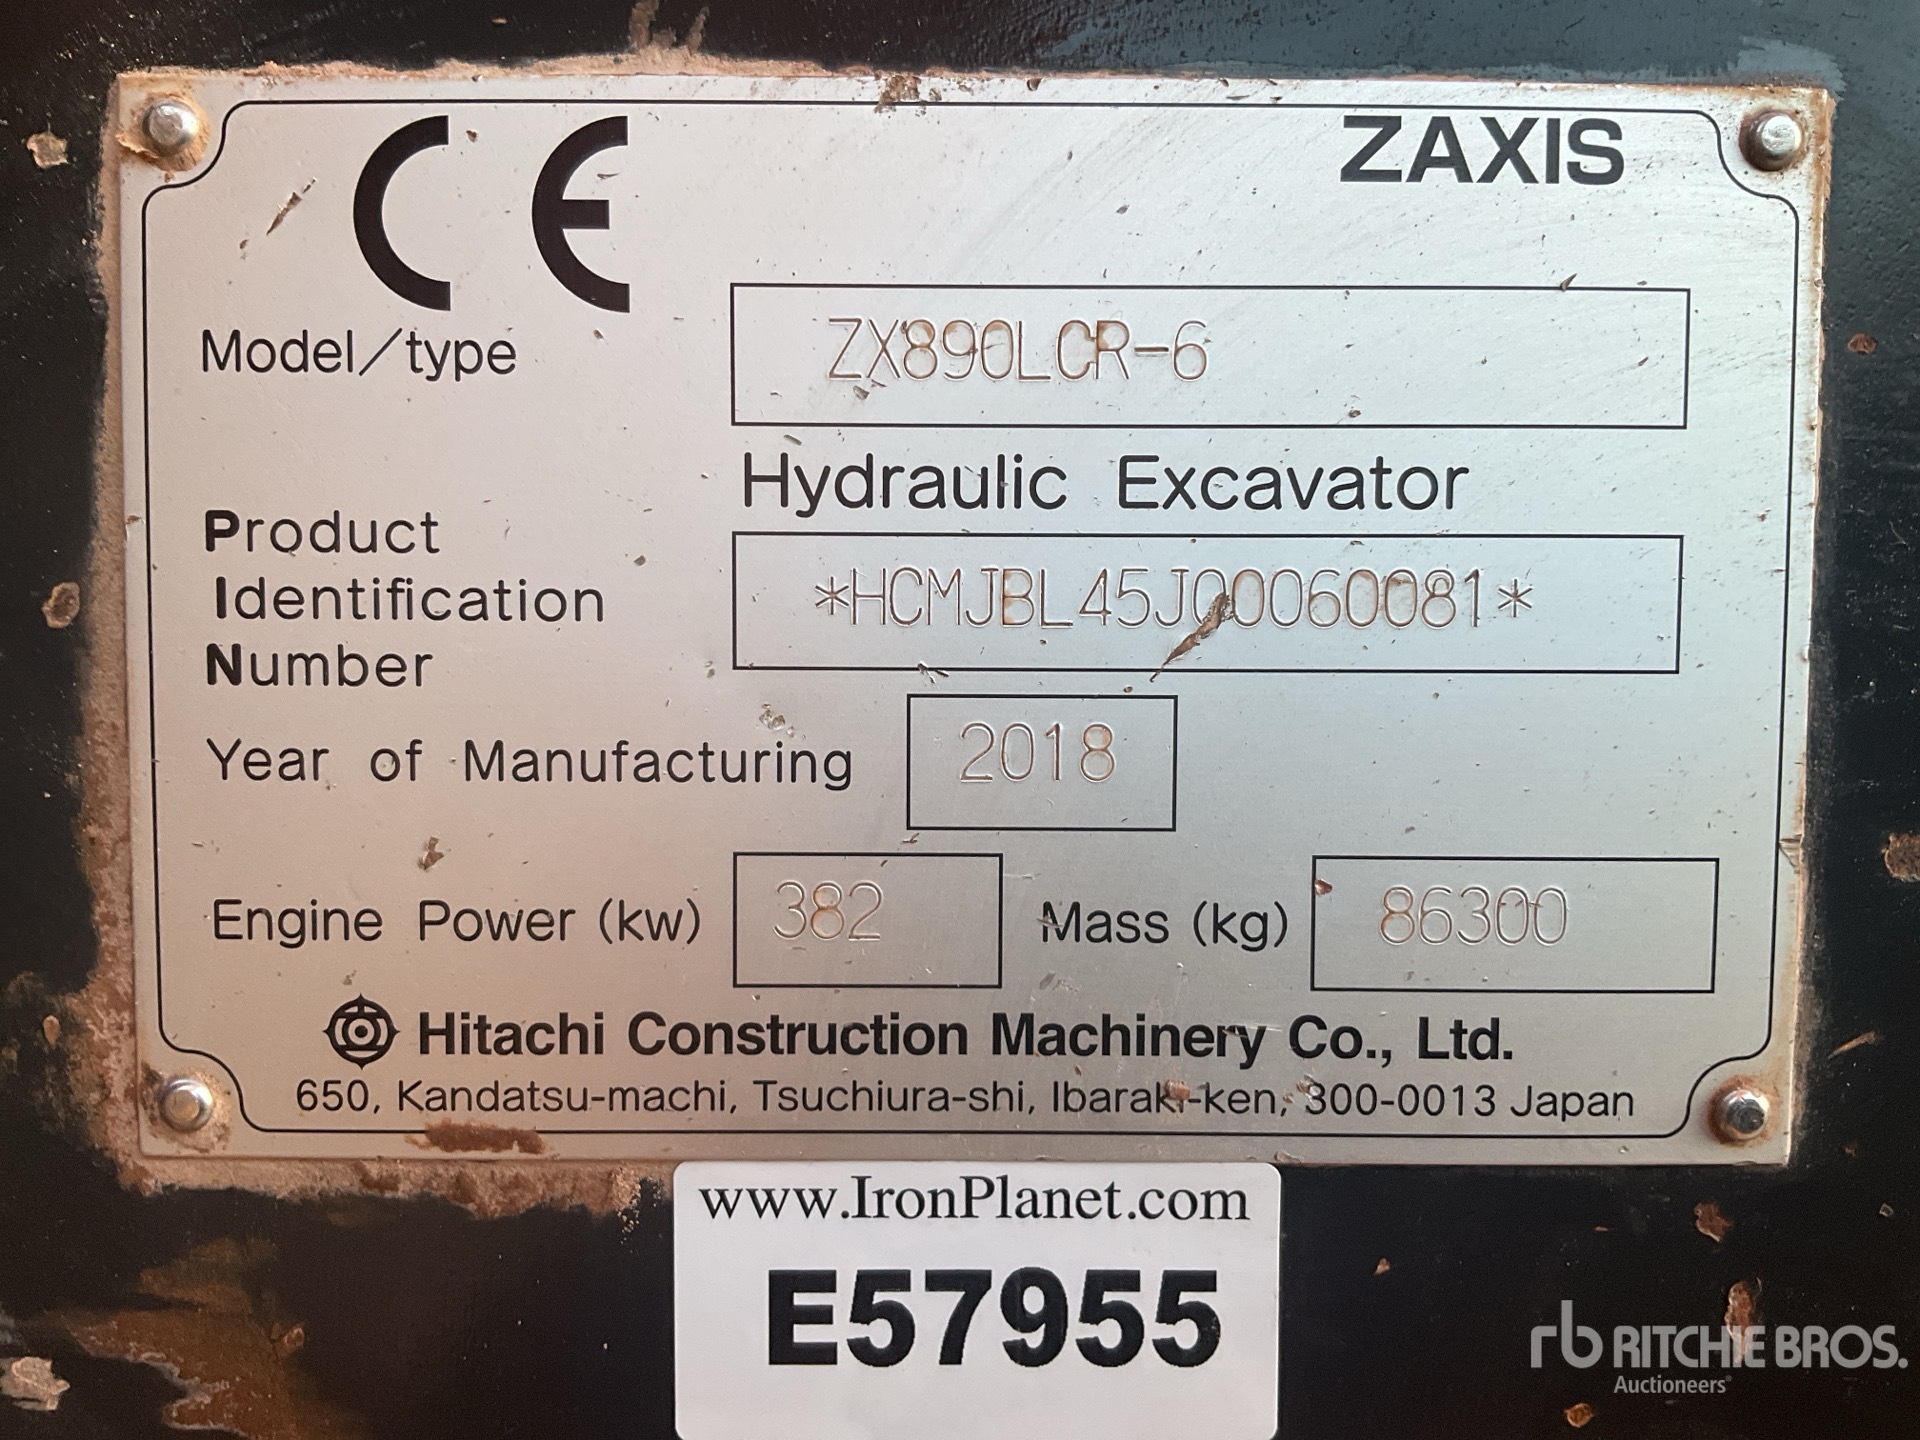 CE ZAXIS
Model/type ZX890LCR-6
Hydraulic Excavator
Product
Identification *HCMJBL45J00060081*
Number
Year of Manufacturing 2018
Engine Power (kw) 382 Mass (kg) 86300
Hitachi Construction Machinery Co., Ltd.
650, Kandatsu-machi, Tsuchiura-shi, Ibaraki-ken, 300-0013 Japan
www.IronPlanet.com
E57955
rb RITCHIE BROS.
Auctioneers